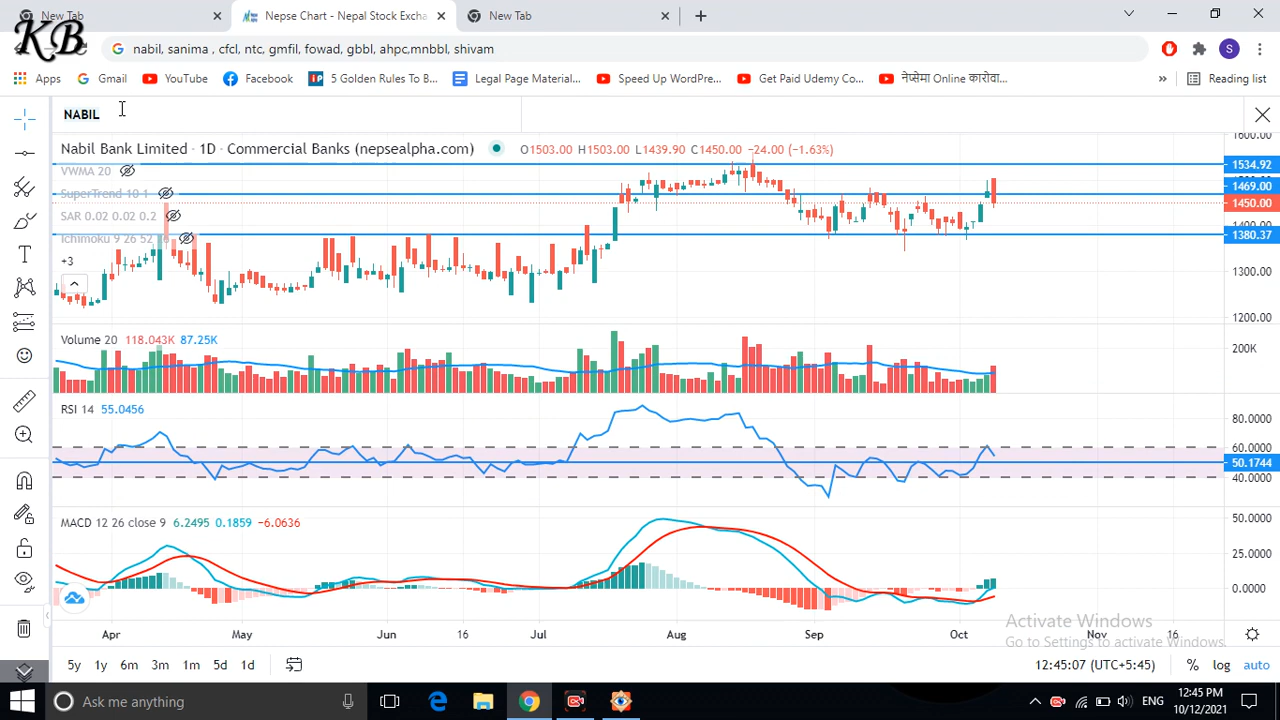 New Tab
Nepse Chart - Nepal Stock Excha
New Tab
KB
nabil, sanima , cfcl, ntc, gmfil, fowad, gbbl, ahpc,mnbbl, shivam
S
Apps
Gmail
YouTube
Facebook
5 Golden Rules To B...
Legal Page Material...
Speed Up WordPre...
Get Paid Udemy Co...
नेप्सेमा Online कारोवा...
»
Reading list
NABIL
Nabil Bank Limited · 1D · Commercial Banks (nepsealpha.com)
O1503.00 H1503.00 L1439.90 C1450.00 −24.00 (−1.63%)
1600.00
VWMA 20
1534.92
SuperTrend 10 1
1469.00
SAR 0.02 0.02 0.2
1450.00
1400.00
Ichimoku 9 26 52
1380.37
+3
1300.00
1200.00
Volume 20 118.043K 87.25K
200K
RSI 14 55.0456
80.0000
60.0000
50.1744
40.0000
MACD 12 26 close 9 6.2495 0.1859 −6.0636
50.0000
25.0000
0.0000
Activate Windows
Go to Settings to activate Windows.
Apr May Jun 16 Jul Aug Sep Oct Nov 16
5y 1y 6m 3m 1m 5d 1d
12:45:07 (UTC+5:45)
% log auto
Ask me anything
ENG
12:45 PM
10/12/2021